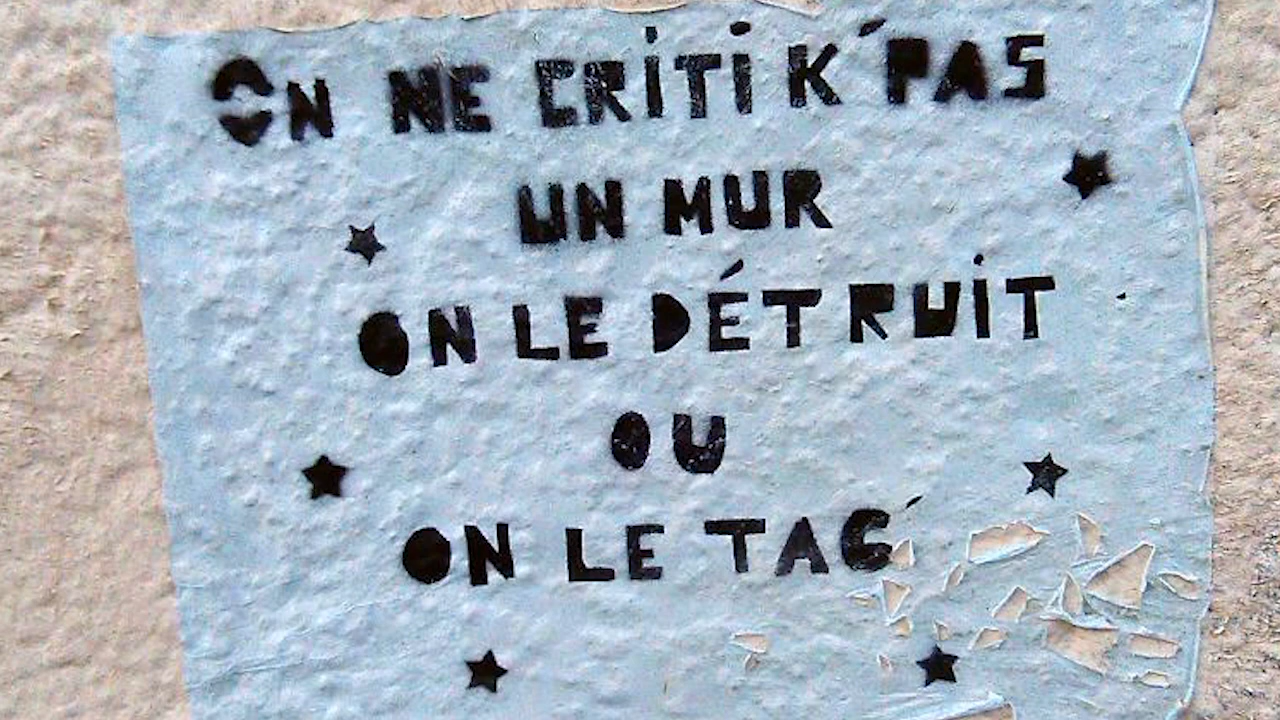 ON NE CRITIK´PAS
UN MUR
ON LE DÉTRUIT
OU
ON LE TAG´